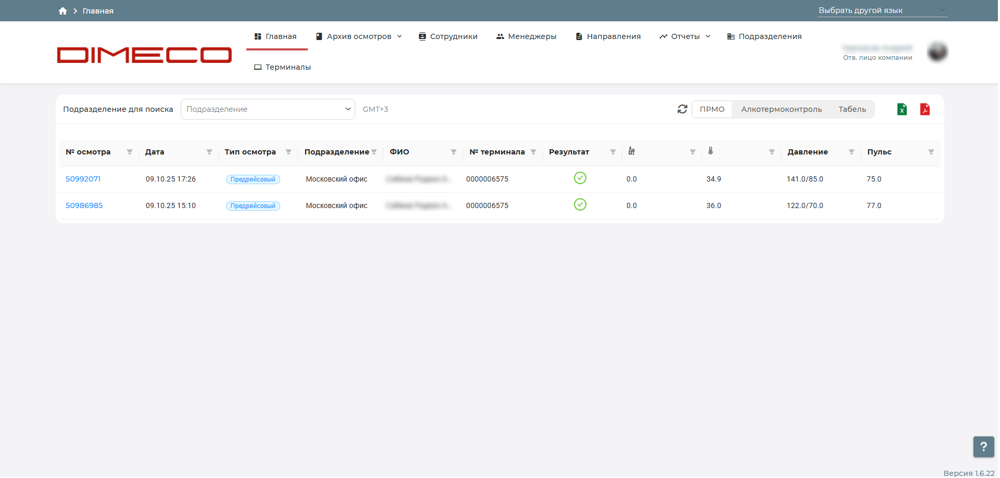 Главная
Выбрать другой язык
DIMECO
Главная
Архив осмотров
Сотрудники
Менеджеры
Направления
Отчеты
Подразделения
Терминалы
Отв. лицо компании
Подразделение для поиска
Подразделение
GMT+3
ПРМО
Алкотермоконтроль
Табель
№ осмотра Дата Тип осмотра Подразделение ФИО № терминала Результат Давление Пульс
50992071 09.10.25 17:26 Предрейсовый Московский офис 0000006575 0.0 34.9 141.0/85.0 75.0
50986985 09.10.25 15:10 Предрейсовый Московский офис 0000006575 0.0 36.0 122.0/70.0 77.0
?
Версия 1.6.22